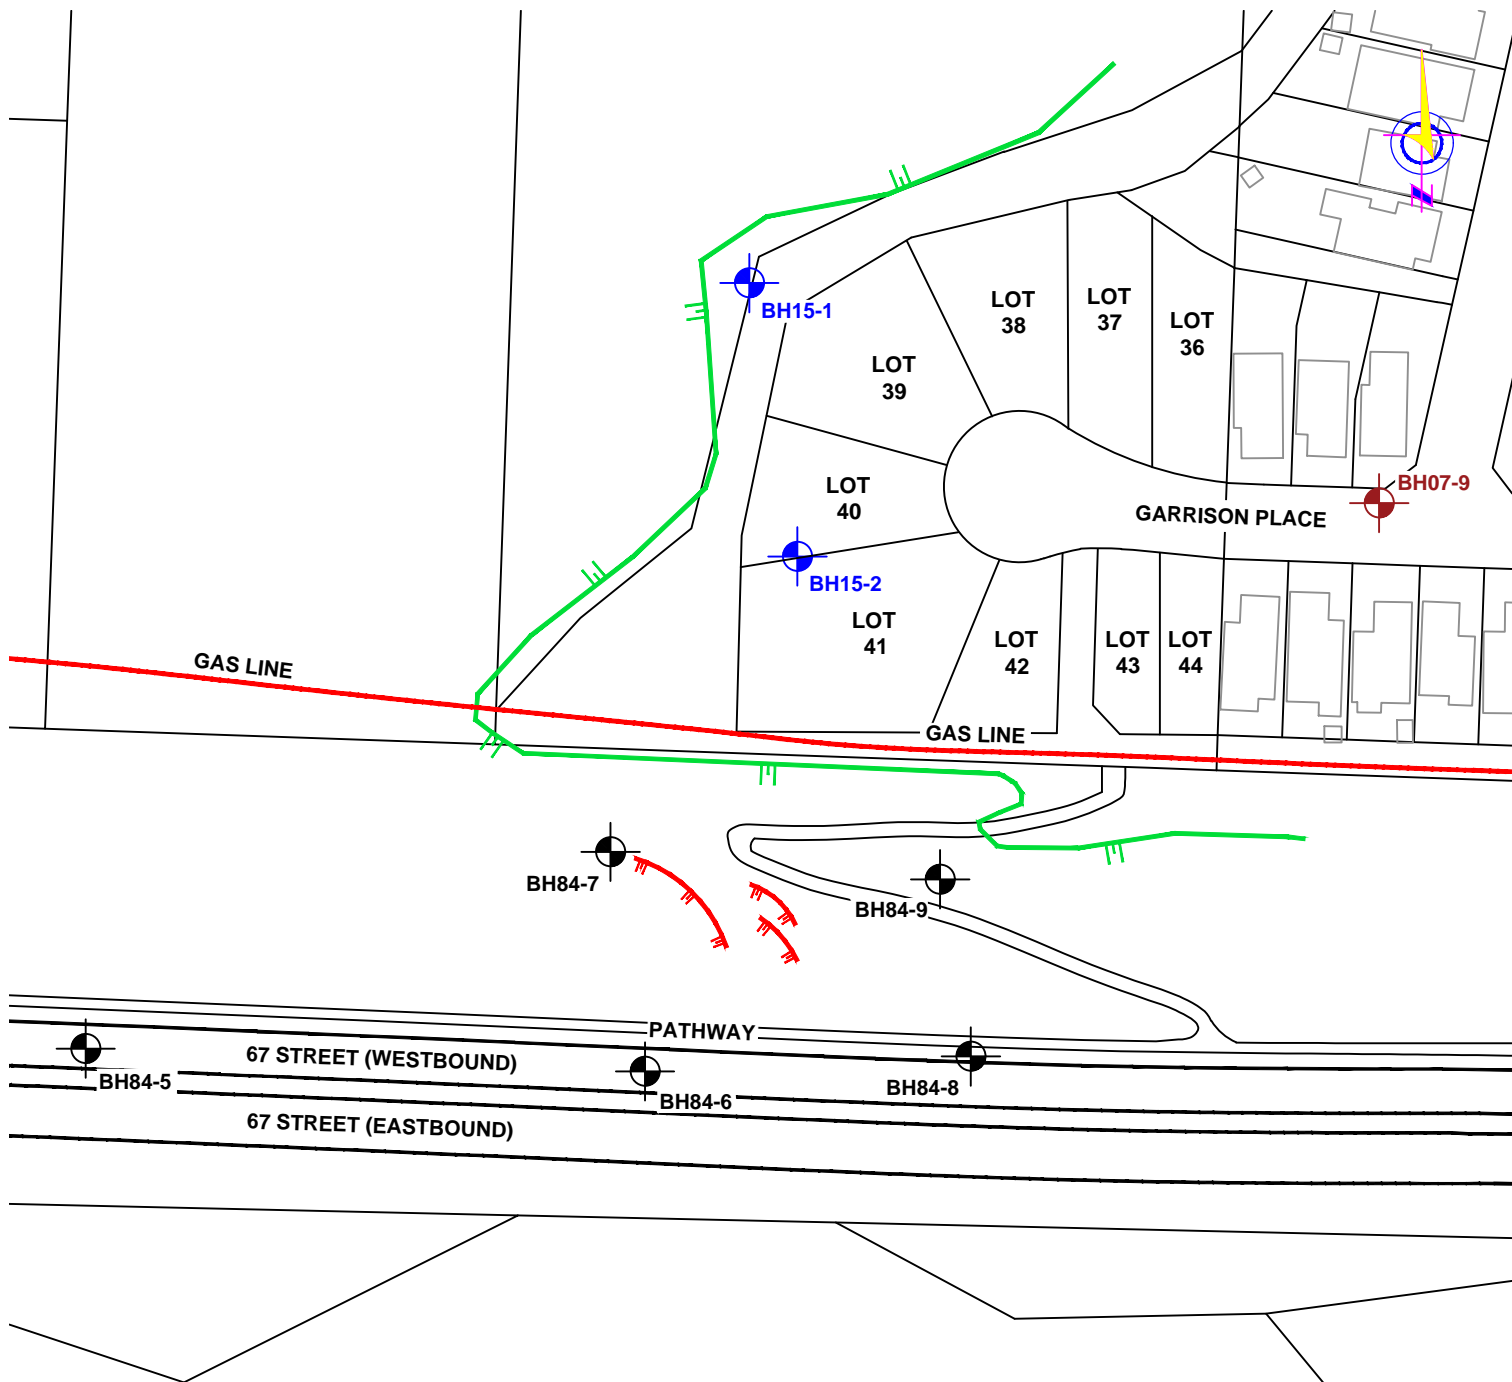 N
BH15-1
LOT
38
LOT
37
LOT
36
LOT
39
LOT
40
BH07-9
GARRISON PLACE
BH15-2
LOT
41
LOT
42
LOT
43
LOT
44
GAS LINE
GAS LINE
BH84-7
BH84-9
PATHWAY
67 STREET (WESTBOUND)
BH84-5
BH84-6
BH84-8
67 STREET (EASTBOUND)